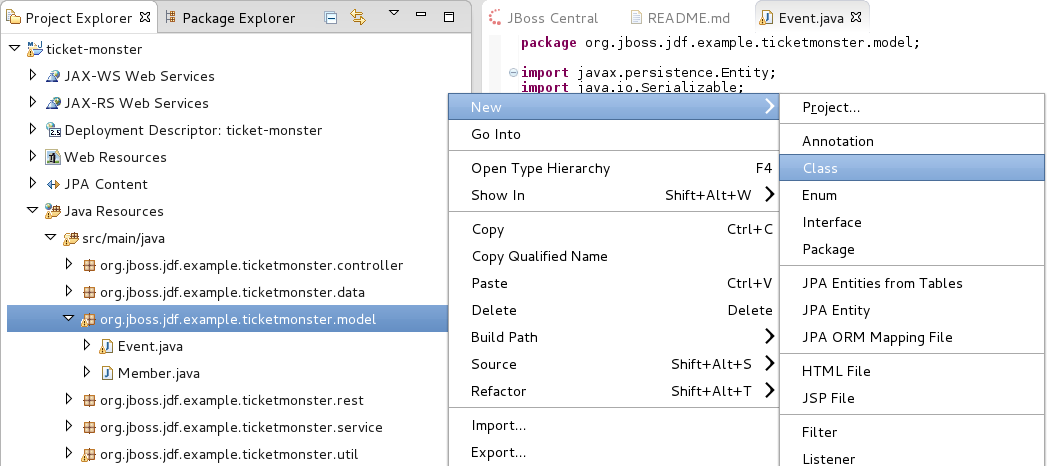 Project Explorer
Package Explorer
ticket-monster
JAX-WS Web Services
JAX-RS Web Services
Deployment Descriptor: ticket-monster
Web Resources
JPA Content
Java Resources
src/main/java
org.jboss.jdf.example.ticketmonster.controller
org.jboss.jdf.example.ticketmonster.data
org.jboss.jdf.example.ticketmonster.model
Event.java
Member.java
org.jboss.jdf.example.ticketmonster.rest
org.jboss.jdf.example.ticketmonster.service
org.jboss.jdf.example.ticketmonster.util
JBoss Central
README.md
Event.java
package org.jboss.jdf.example.ticketmonster.model;
import javax.persistence.Entity;
import java.io.Serializable;
New
Go Into
Open Type Hierarchy F4
Show In Shift+Alt+W
Copy Ctrl+C
Copy Qualified Name
Paste Ctrl+V
Delete Delete
Build Path
Source Shift+Alt+S
Refactor Shift+Alt+T
Import...
Export...
Project...
Annotation
Class
Enum
Interface
Package
JPA Entities from Tables
JPA Entity
JPA ORM Mapping File
HTML File
JSP File
Filter
Listener